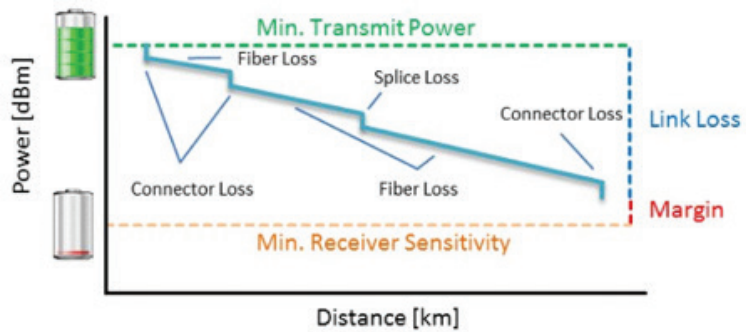 Min. Transmit Power
Fiber Loss
Splice Loss
Connector Loss
Link Loss
Power [dBm]
Connector Loss
Fiber Loss
Margin
Min. Receiver Sensitivity
Distance [km]